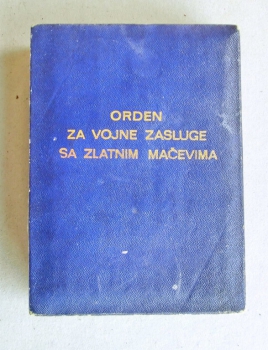 ORDEN
ZA VOJNE ZASLUGE
SA ZLATNIM MAČEVIMA